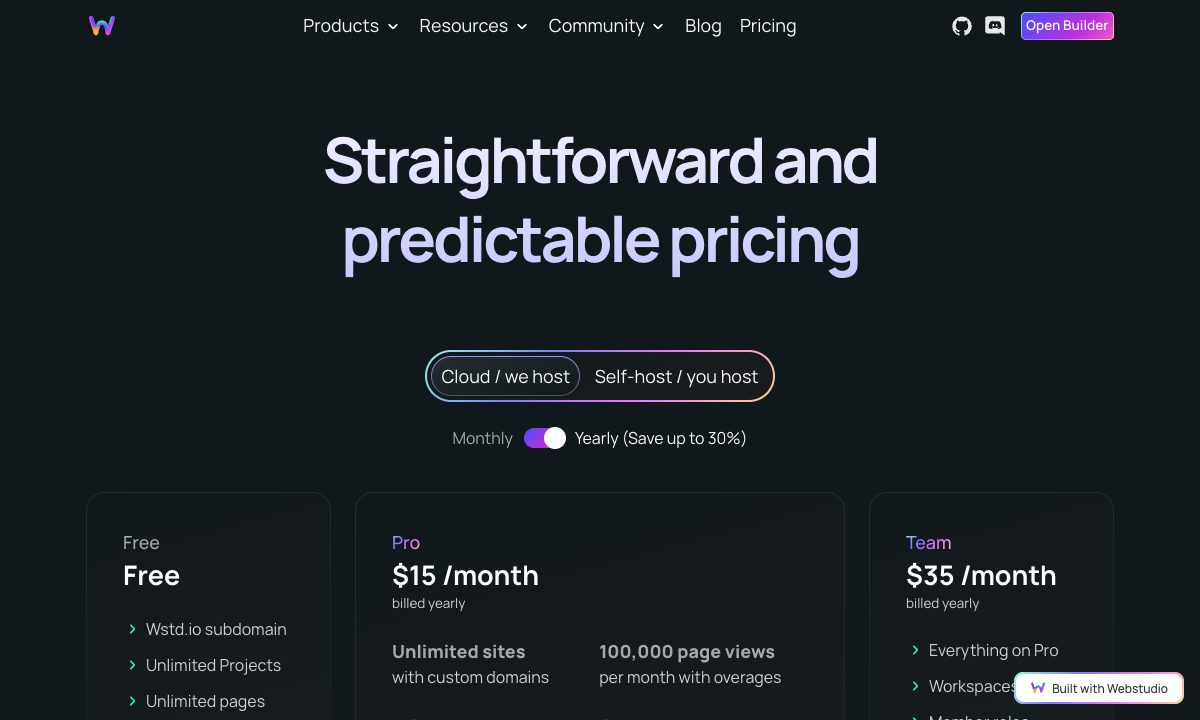 Products
Resources
Community
Blog
Pricing
Open Builder
Straightforward and
predictable pricing
Cloud / we host
Self-host / you host
Monthly
Yearly (Save up to 30%)
Free
Free
Wstd.io subdomain
Unlimited Projects
Unlimited pages
Pro
$15 /month
billed yearly
Unlimited sites
with custom domains
100,000 page views
per month with overages
Team
$35 /month
billed yearly
Everything on Pro
Workspaces
Built with Webstudio